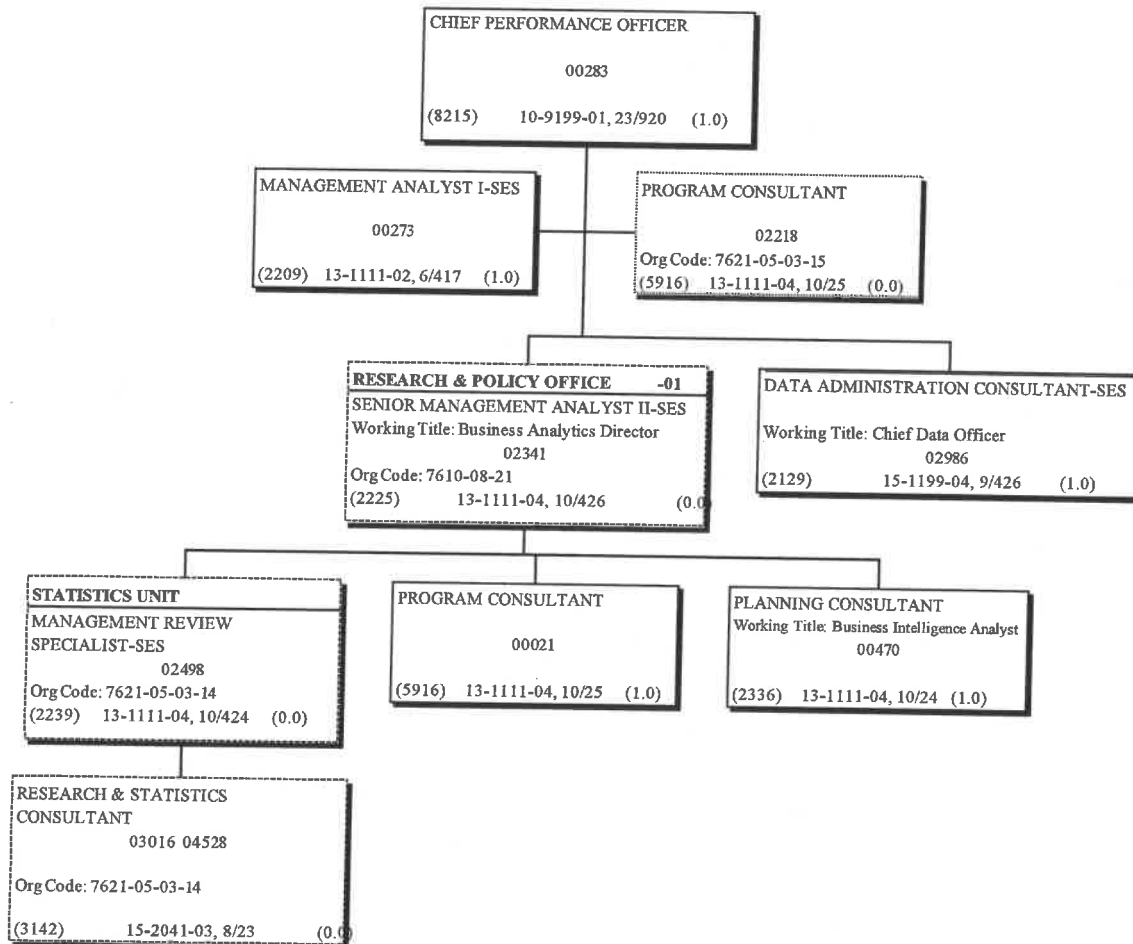 CHIEF PERFORMANCE OFFICER
00283
(8215) 10-9199-01, 23/920 (1.0)
MANAGEMENT ANALYST I-SES
00273
(2209) 13-1111-02, 6/417 (1.0)
PROGRAM CONSULTANT
02218
Org Code: 7621-05-03-15
(5916) 13-1111-04, 10/25 (0.0)
RESEARCH & POLICY OFFICE -01
SENIOR MANAGEMENT ANALYST II-SES
Working Title: Business Analytics Director
02341
Org Code: 7610-08-21
(2225) 13-1111-04, 10/426 (0.0)
DATA ADMINISTRATION CONSULTANT-SES
Working Title: Chief Data Officer
02986
(2129) 15-1199-04, 9/426 (1.0)
STATISTICS UNIT
MANAGEMENT REVIEW
SPECIALIST-SES
02498
Org Code: 7621-05-03-14
(2239) 13-1111-04, 10/424 (0.0)
PROGRAM CONSULTANT
00021
(5916) 13-1111-04, 10/25 (1.0)
PLANNING CONSULTANT
Working Title: Business Intelligence Analyst
00470
(2336) 13-1111-04, 10/24 (1.0)
RESEARCH & STATISTICS
CONSULTANT
03016 04528
Org Code: 7621-05-03-14
(3142) 15-2041-03, 8/23 (0.0)